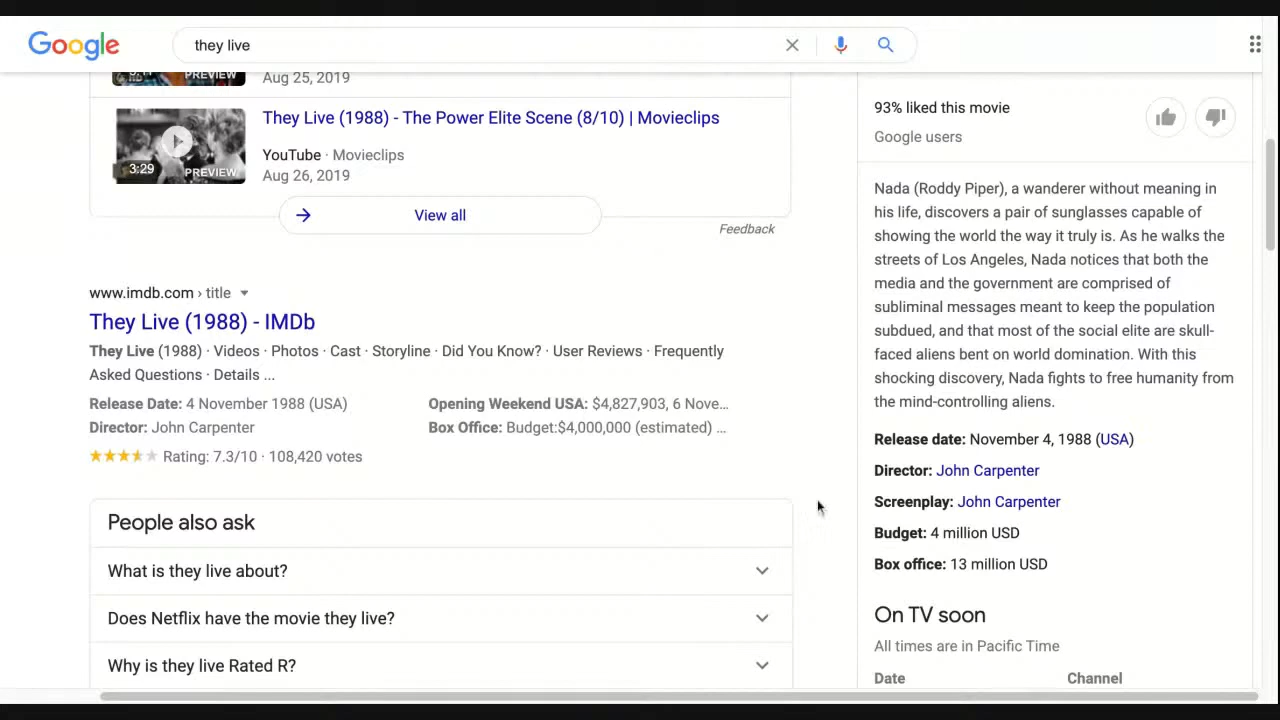 Google
they live
PREVIEW
Aug 25, 2019
They Live (1988) - The Power Elite Scene (8/10) | Movieclips
3:29
PREVIEW
YouTube · Movieclips
Aug 26, 2019
View all
Feedback
www.imdb.com › title
They Live (1988) - IMDb
They Live (1988) · Videos · Photos · Cast · Storyline · Did You Know? · User Reviews · Frequently
Asked Questions · Details ...
Release Date: 4 November 1988 (USA)
Opening Weekend USA: $4,827,903, 6 Nove...
Director: John Carpenter
Box Office: Budget:$4,000,000 (estimated) ...
Rating: 7.3/10 · 108,420 votes
People also ask
What is they live about?
Does Netflix have the movie they live?
Why is they live Rated R?
93% liked this movie
Google users
Nada (Roddy Piper), a wanderer without meaning in
his life, discovers a pair of sunglasses capable of
showing the world the way it truly is. As he walks the
streets of Los Angeles, Nada notices that both the
media and the government are comprised of
subliminal messages meant to keep the population
subdued, and that most of the social elite are skull-
faced aliens bent on world domination. With this
shocking discovery, Nada fights to free humanity from
the mind-controlling aliens.
Release date: November 4, 1988 (USA)
Director: John Carpenter
Screenplay: John Carpenter
Budget: 4 million USD
Box office: 13 million USD
On TV soon
All times are in Pacific Time
Date
Channel